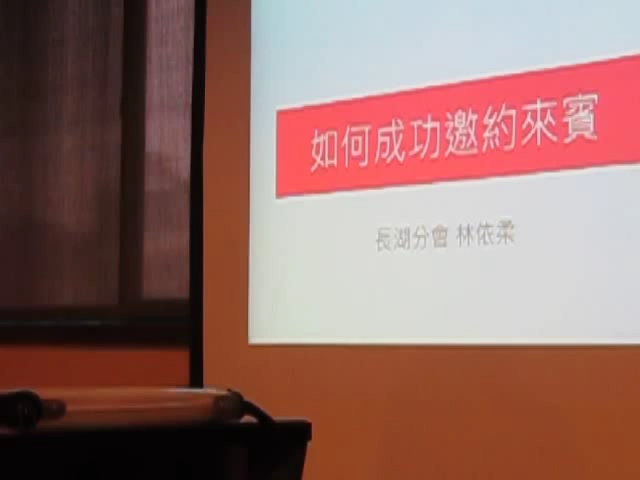 如何成功邀約來賓
長湖分會 林依柔